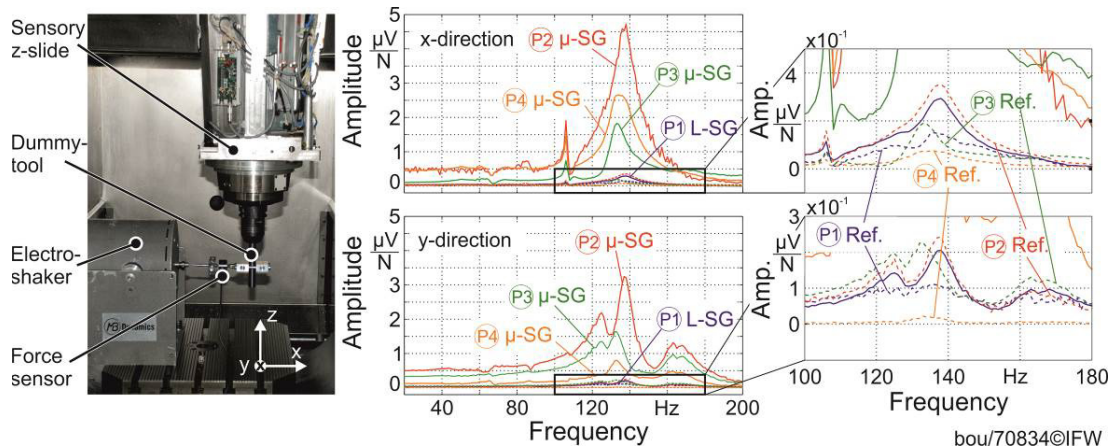 Sensory
z-slide
Dummy-
tool
Electro-
shaker
Force
sensor
MB Dynamics
z
y
x
Amplitude
μV
N
5
4
2
1
0
x-direction
P2 μ-SG
P3 μ-SG
P4 μ-SG
P1 L-SG
Amplitude
μV
N
5
4
2
1
0
y-direction
P2 μ-SG
P3 μ-SG
P1 L-SG
P4 μ-SG
40 80 120 Hz 200
Frequency
x10-1
Amp.
4
μV
N
0
P3 Ref.
P4 Ref.
x10-1
Amp.
3
μV
N
1
0
P1 Ref.
P2 Ref.
100 120 140 Hz 180
Frequency
bou/70834©IFW